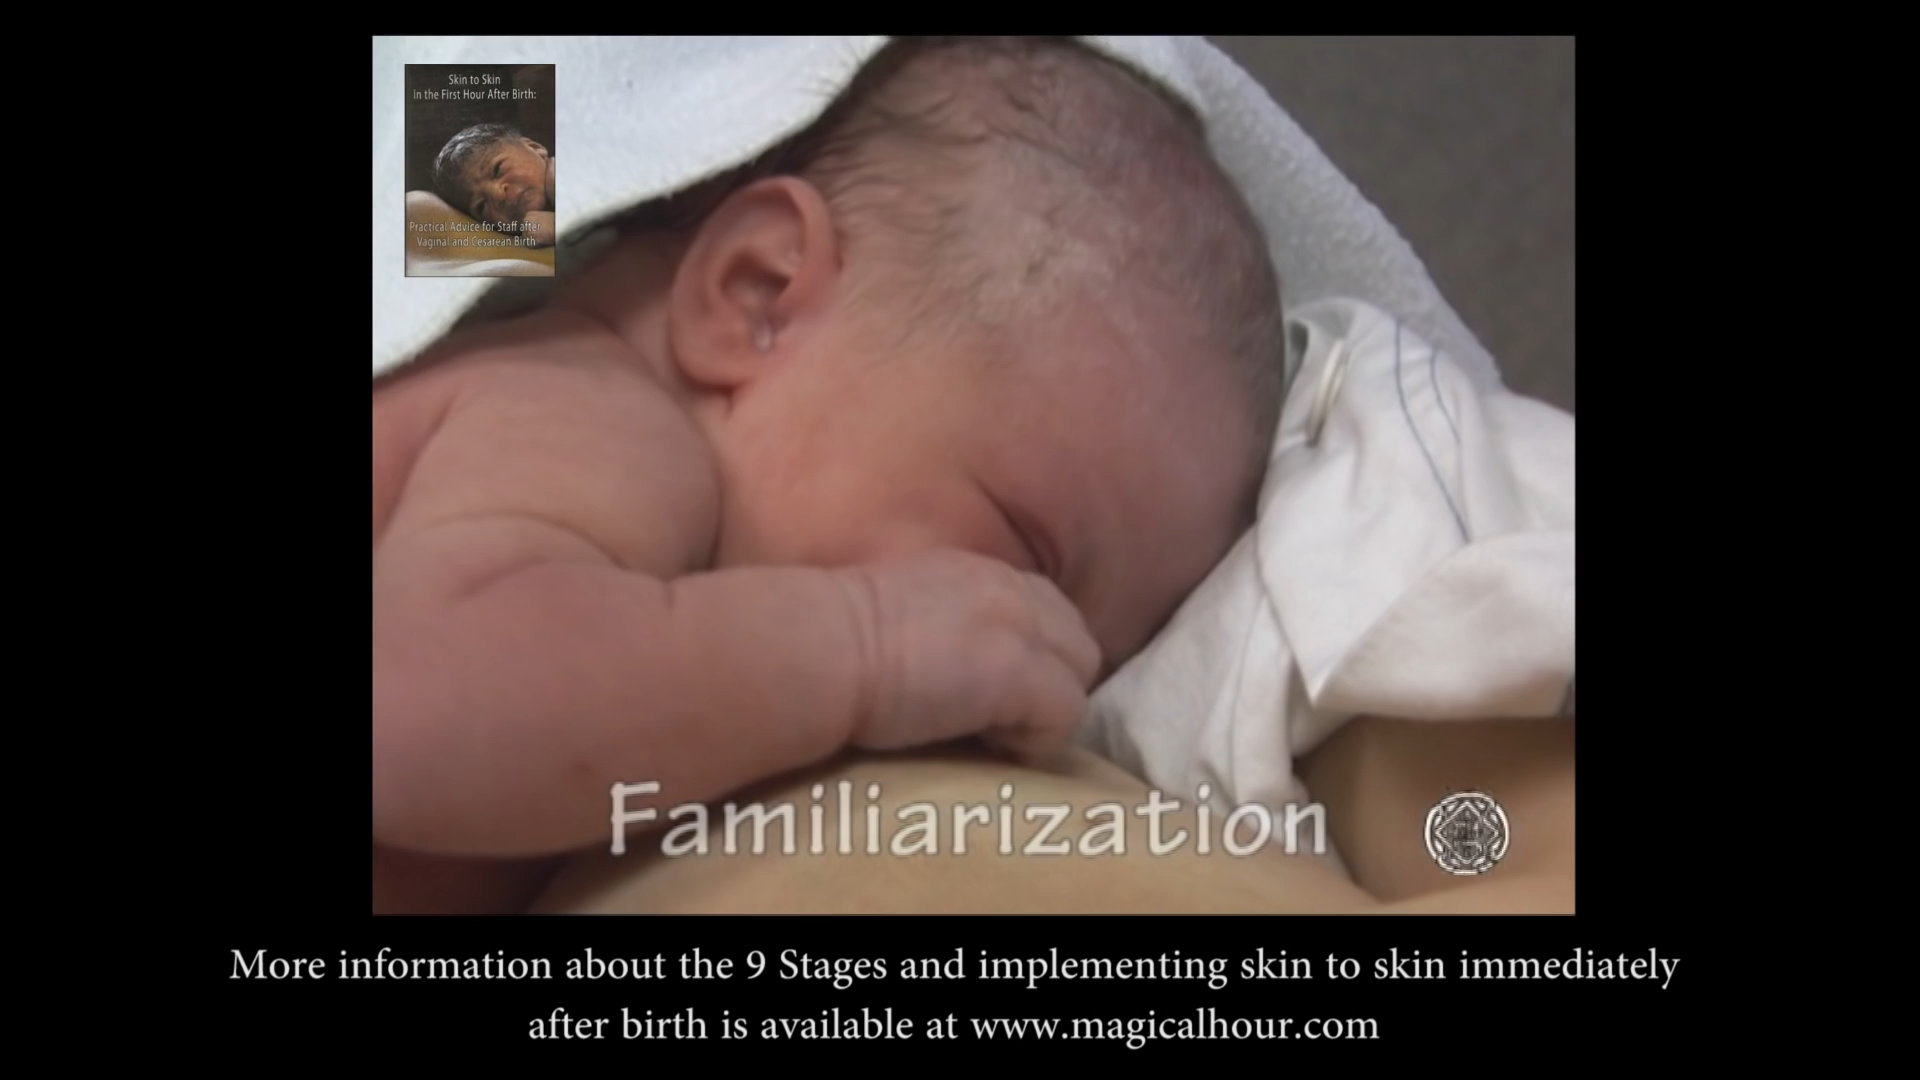 Skin to Skin
in the First Hour After Birth:
Practical Advice for Staff after
Vaginal and Cesarean Birth
Familiarization
More information about the 9 Stages and implementing skin to skin immediately
after birth is available at www.magicalhour.com